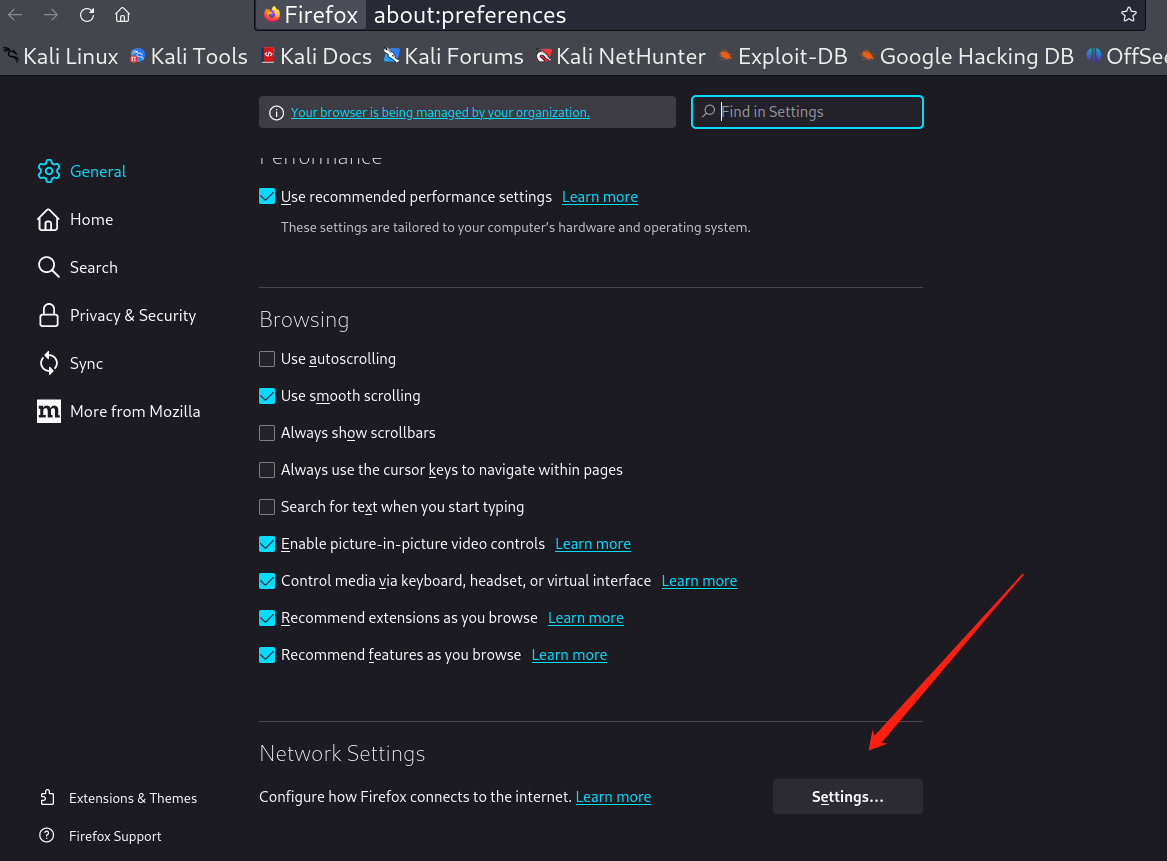 Firefox about:preferences
Kali Linux Kali Tools Kali Docs Kali Forums Kali NetHunter Exploit-DB Google Hacking DB OffSec
Your browser is being managed by your organization.
Find in Settings
General
Home
Search
Privacy & Security
Sync
More from Mozilla
Extensions & Themes
Firefox Support
Performance
Use recommended performance settings Learn more
These settings are tailored to your computer's hardware and operating system.
Browsing
Use autoscrolling
Use smooth scrolling
Always show scrollbars
Always use the cursor keys to navigate within pages
Search for text when you start typing
Enable picture-in-picture video controls Learn more
Control media via keyboard, headset, or virtual interface Learn more
Recommend extensions as you browse Learn more
Recommend features as you browse Learn more
Network Settings
Configure how Firefox connects to the internet. Learn more
Settings...